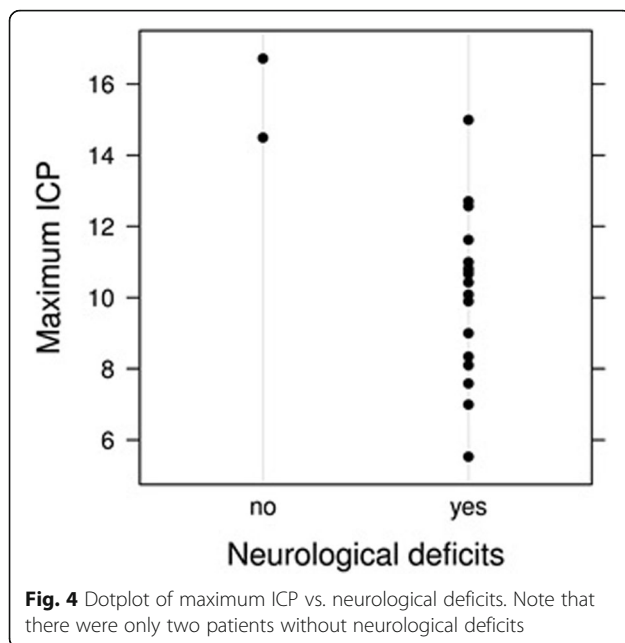 16
14
12
10
8
6
Maximum ICP
no yes
Neurological deficits
Fig. 4 Dotplot of maximum ICP vs. neurological deficits. Note that
there were only two patients without neurological deficits